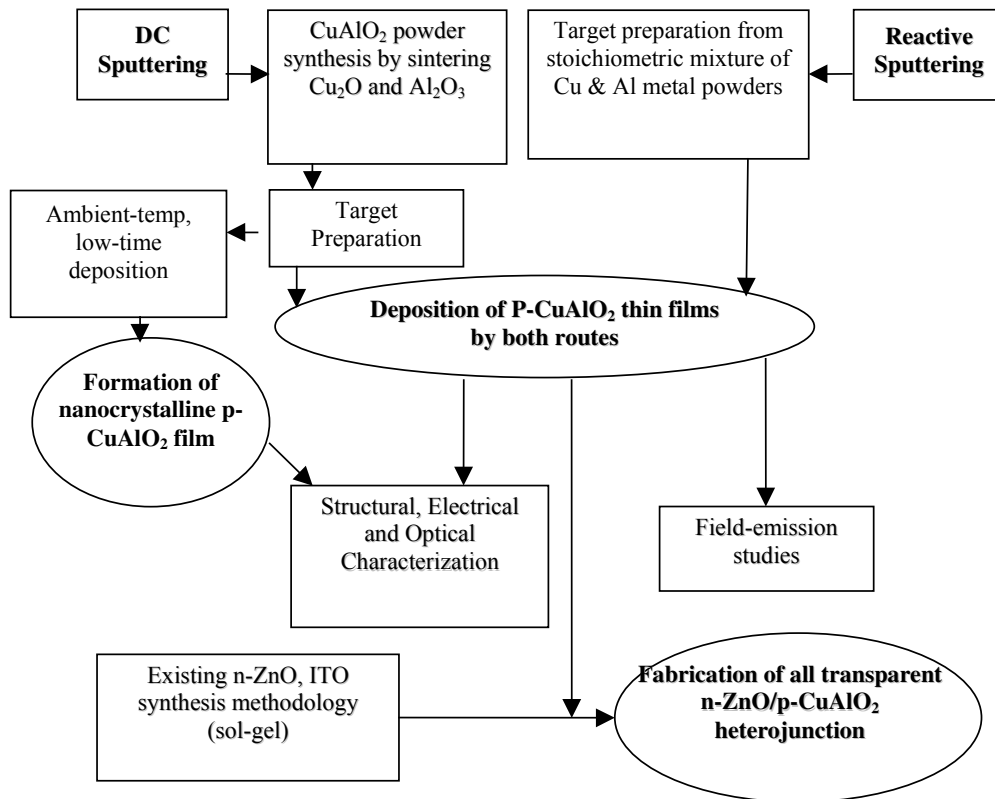 DC
Sputtering
CuAlO₂ powder
synthesis by sintering
Cu₂O and Al₂O₃
Target preparation from
stoichiometric mixture of
Cu & Al metal powders
Reactive
Sputtering
Ambient-temp,
low-time
deposition
Target
Preparation
Deposition of P-CuAlO₂ thin films
by both routes
Formation of
nanocrystalline p-
CuAlO₂ film
Structural, Electrical
and Optical
Characterization
Field-emission
studies
Existing n-ZnO, ITO
synthesis methodology
(sol-gel)
Fabrication of all transparent
n-ZnO/p-CuAlO₂
heterojunction